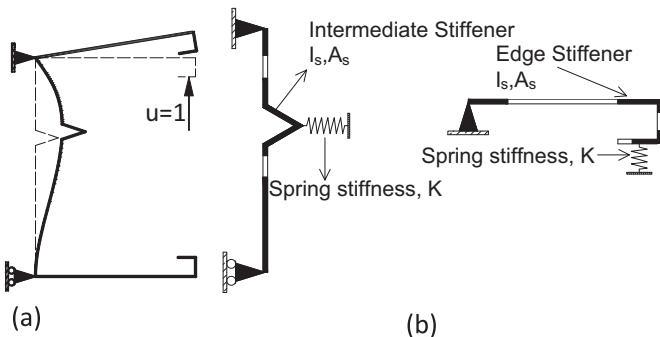 u=1
(a)
Intermediate Stiffener
Is,As
Spring stiffness, K
Edge Stiffener
Is,As
Spring stiffness, K
(b)